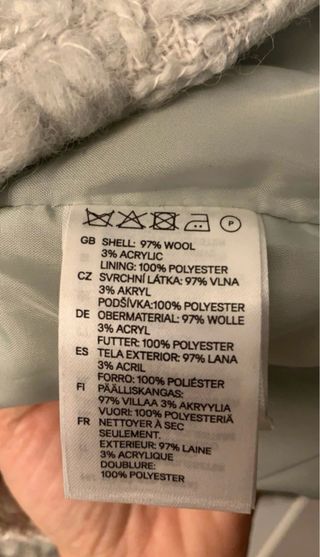 P
GB SHELL: 97% WOOL
3% ACRYLIC
LINING: 100% POLYESTER
CZ SVRCHNÍ LÁTKA: 97% VLNA
3% AKRYL
PODŠÍVKA:100% POLYESTER
DE OBERMATERIAL: 97% WOLLE
3% ACRYL
FUTTER: 100% POLYESTER
ES TELA EXTERIOR: 97% LANA
3% ACRIL
FORRO: 100% POLIÉSTER
FI PÄÄLLISKANGAS:
97% VILLAA 3% AKRYYLIA
VUORI: 100% POLYESTERIÄ
FR NETTOYER À SEC
SEULEMENT.
EXTERIEUR: 97% LAINE
3% ACRYLIQUE
DOUBLURE:
100% POLYESTER